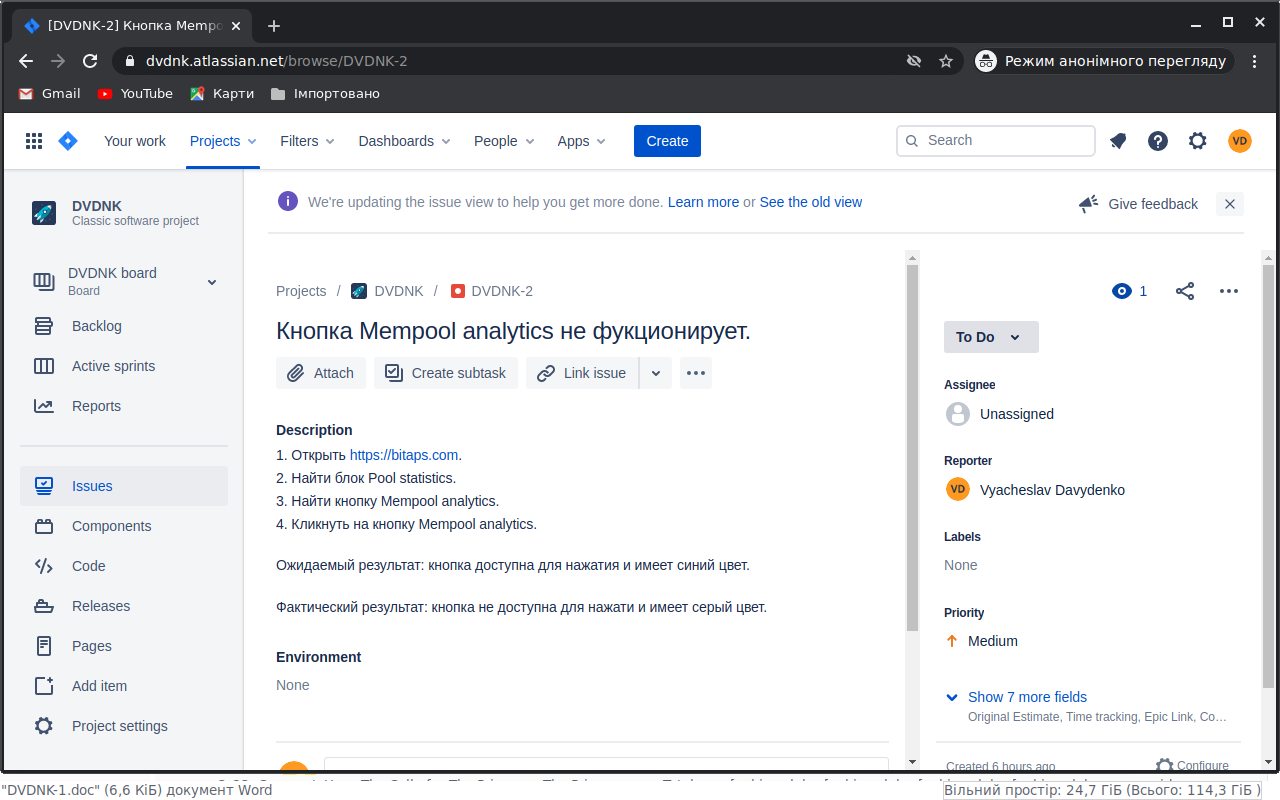 [DVDNK-2] Кнопка Mempo
dvdnk.atlassian.net/browse/DVDNK-2
Режим анонімного перегляду
Gmail YouTube Карти Імпортовано
Your work Projects Filters Dashboards People Apps Create Search VD
DVDNK
Classic software project
DVDNK board
Board
Backlog
Active sprints
Reports
Issues
Components
Code
Releases
Pages
Add item
Project settings
We're updating the issue view to help you get more done. Learn more or See the old view
Give feedback
Projects / DVDNK / DVDNK-2
Кнопка Mempool analytics не фукционирует.
Attach Create subtask Link issue
Description
1. Открыть https://bitaps.com.
2. Найти блок Pool statistics.
3. Найти кнопку Mempool analytics.
4. Кликнуть на кнопку Mempool analytics.
Ожидаемый результат: кнопка доступна для нажатия и имеет синий цвет.
Фактический результат: кнопка не доступна для нажати и имеет серый цвет.
Environment
None
1
To Do
Assignee
Unassigned
Reporter
VD Vyacheslav Davydenko
Labels
None
Priority
Medium
Show 7 more fields
Original Estimate, Time tracking, Epic Link, Co…
Created 6 hours ago Configure
"DVDNK-1.doc" (6,6 КіБ) документ Word
Вільний простір: 24,7 ГіБ (Всього: 114,3 ГіБ )